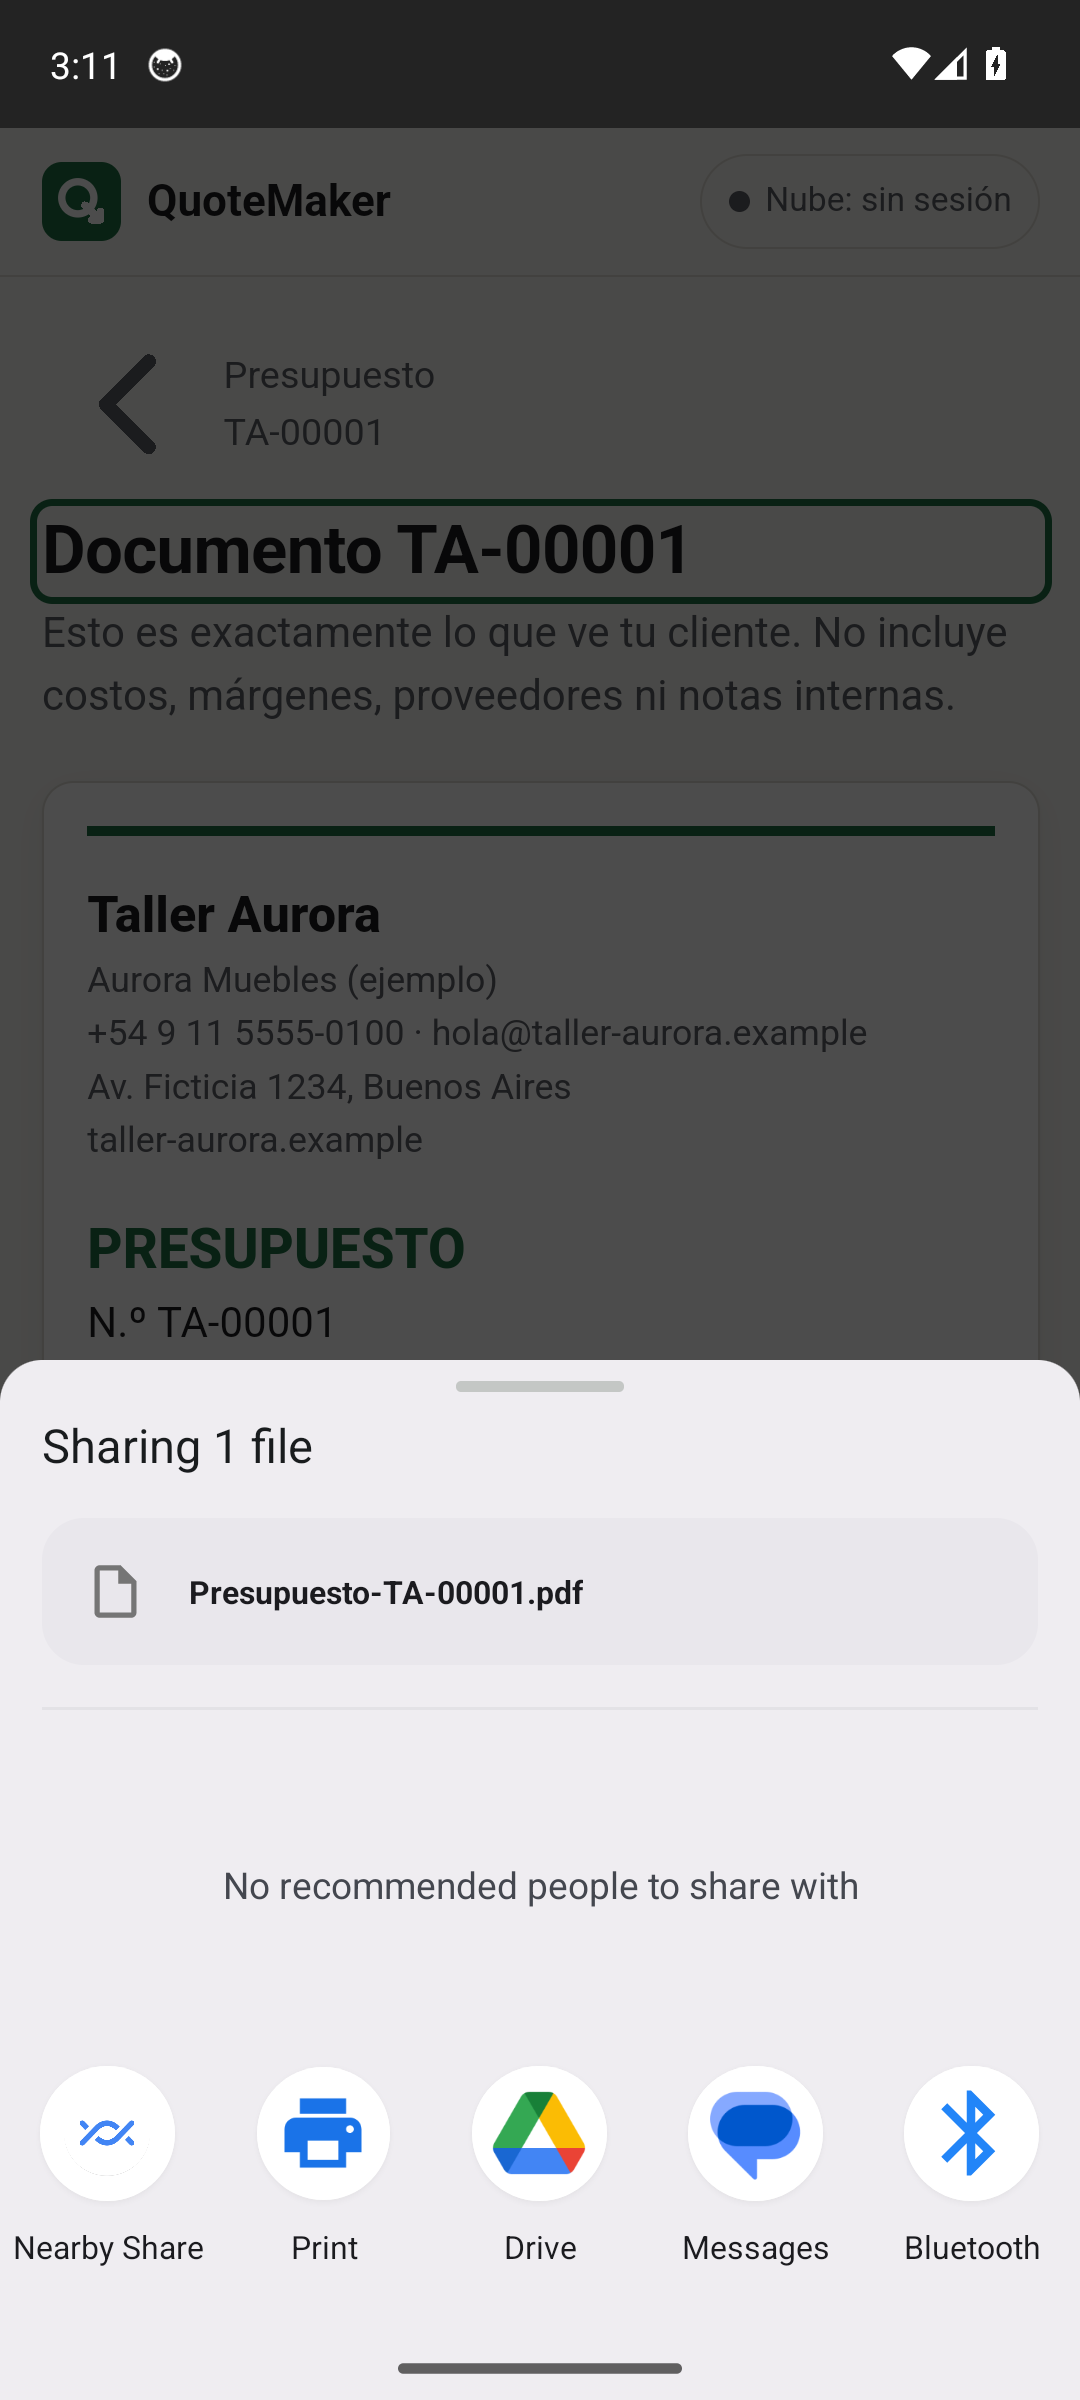 3:11
QuoteMaker
Nube: sin sesión
Presupuesto
TA-00001
Documento TA-00001
Esto es exactamente lo que ve tu cliente. No incluye
costos, márgenes, proveedores ni notas internas.
Taller Aurora
Aurora Muebles (ejemplo)
+54 9 11 5555-0100 · hola@taller-aurora.example
Av. Ficticia 1234, Buenos Aires
taller-aurora.example
PRESUPUESTO
N.º TA-00001
Sharing 1 file
Presupuesto-TA-00001.pdf
No recommended people to share with
Nearby Share
Print
Drive
Messages
Bluetooth